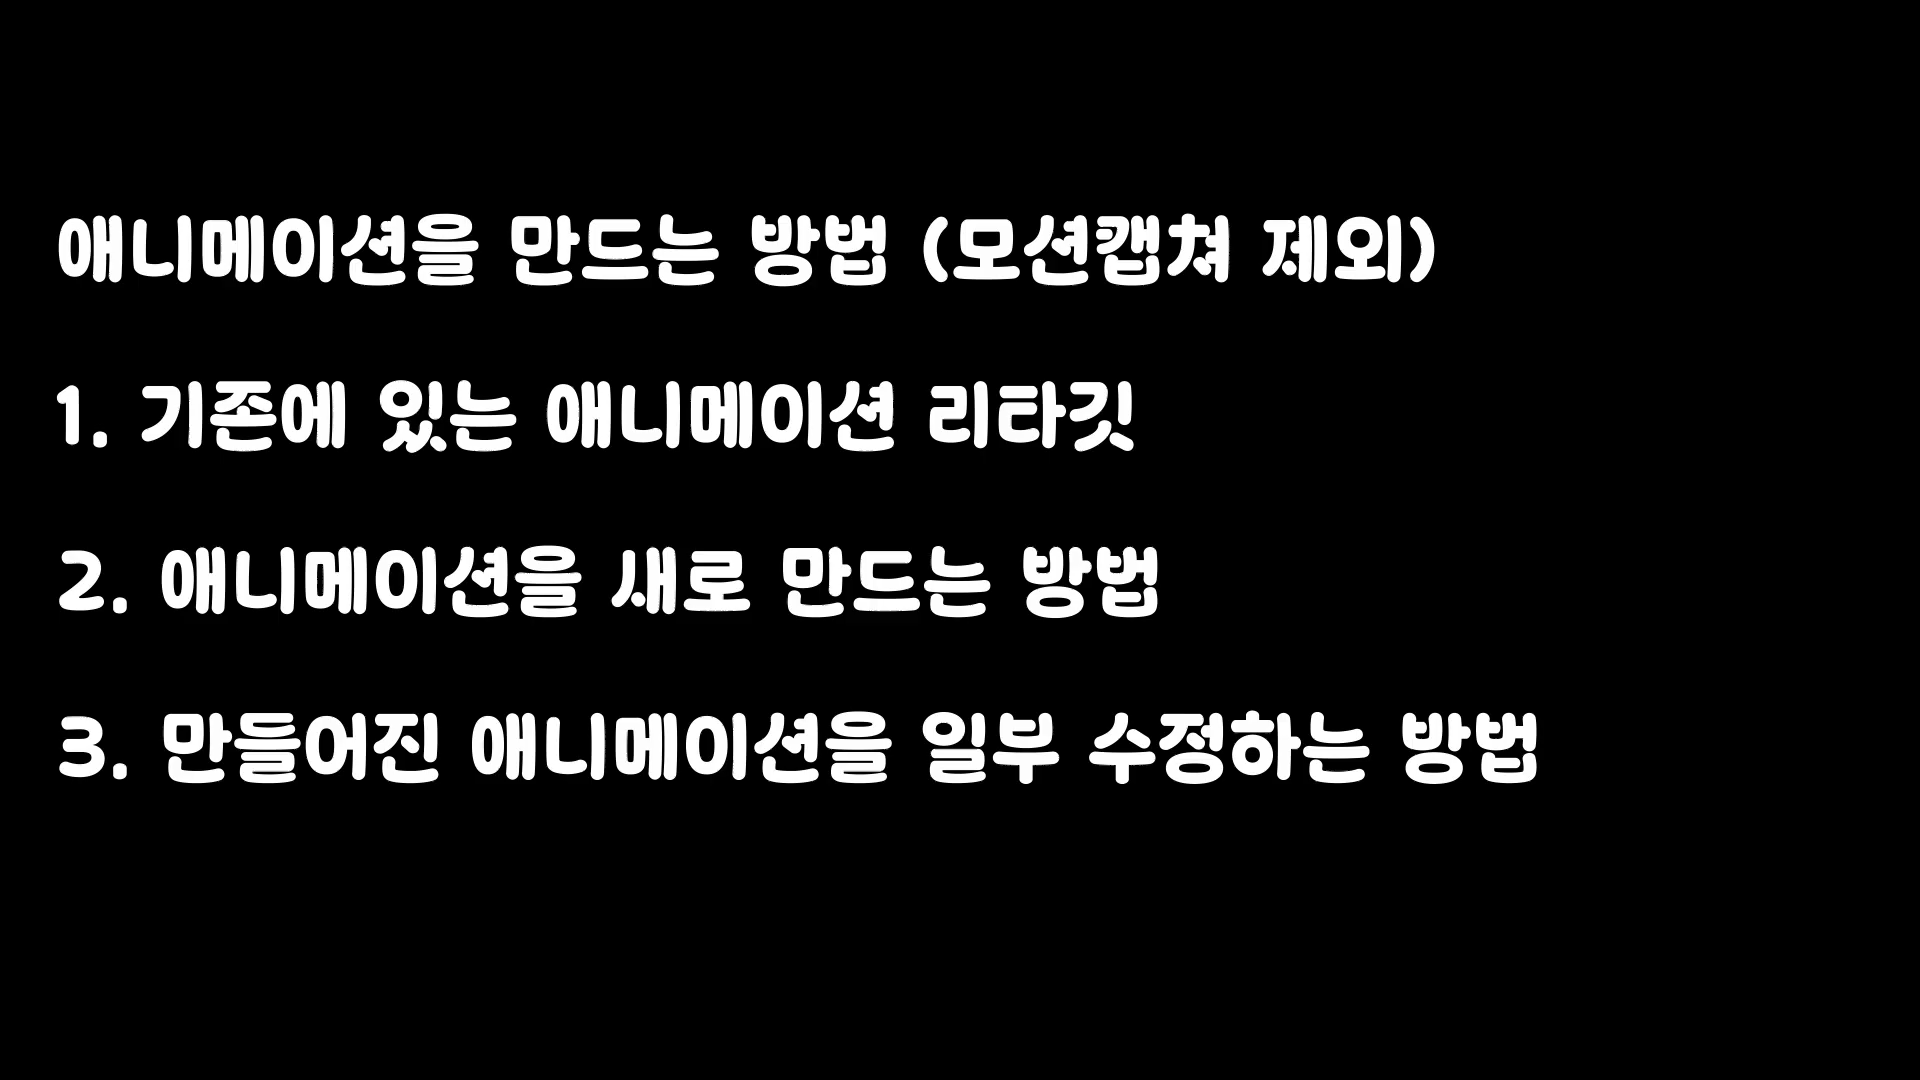 애니메이션을 만드는 방법 (모션캡쳐 제외)
1. 기존에 있는 애니메이션 리타깃
2. 애니메이션을 새로 만드는 방법
3. 만들어진 애니메이션을 일부 수정하는 방법